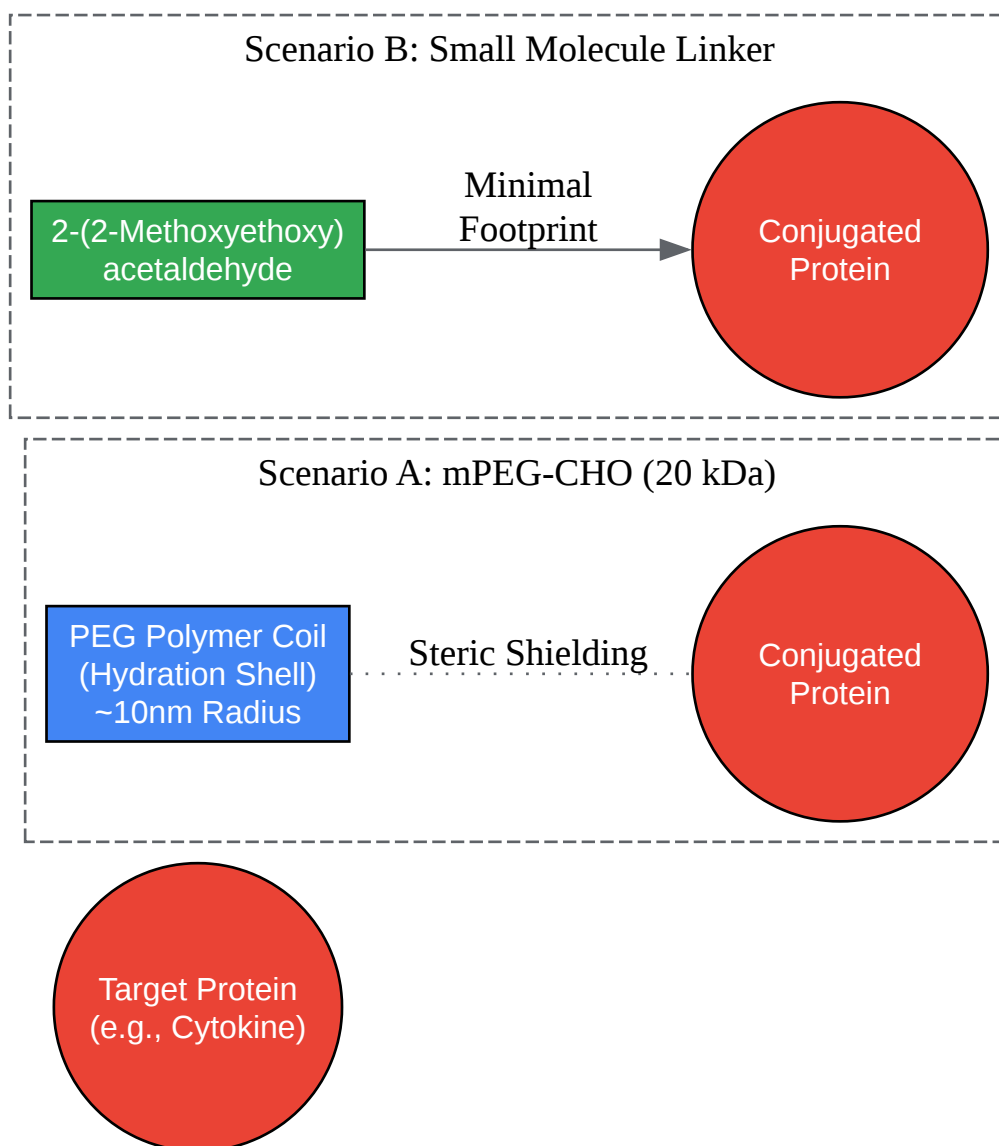 Scenario B: Small Molecule Linker
2-(2-Methoxyethoxy)
acetaldehyde
Minimal
Footprint
Conjugated
Protein
Scenario A: mPEG-CHO (20 kDa)
PEG Polymer Coil
(Hydration Shell)
~10nm Radius
Steric Shielding
Conjugated
Protein
Target Protein
(e.g., Cytokine)